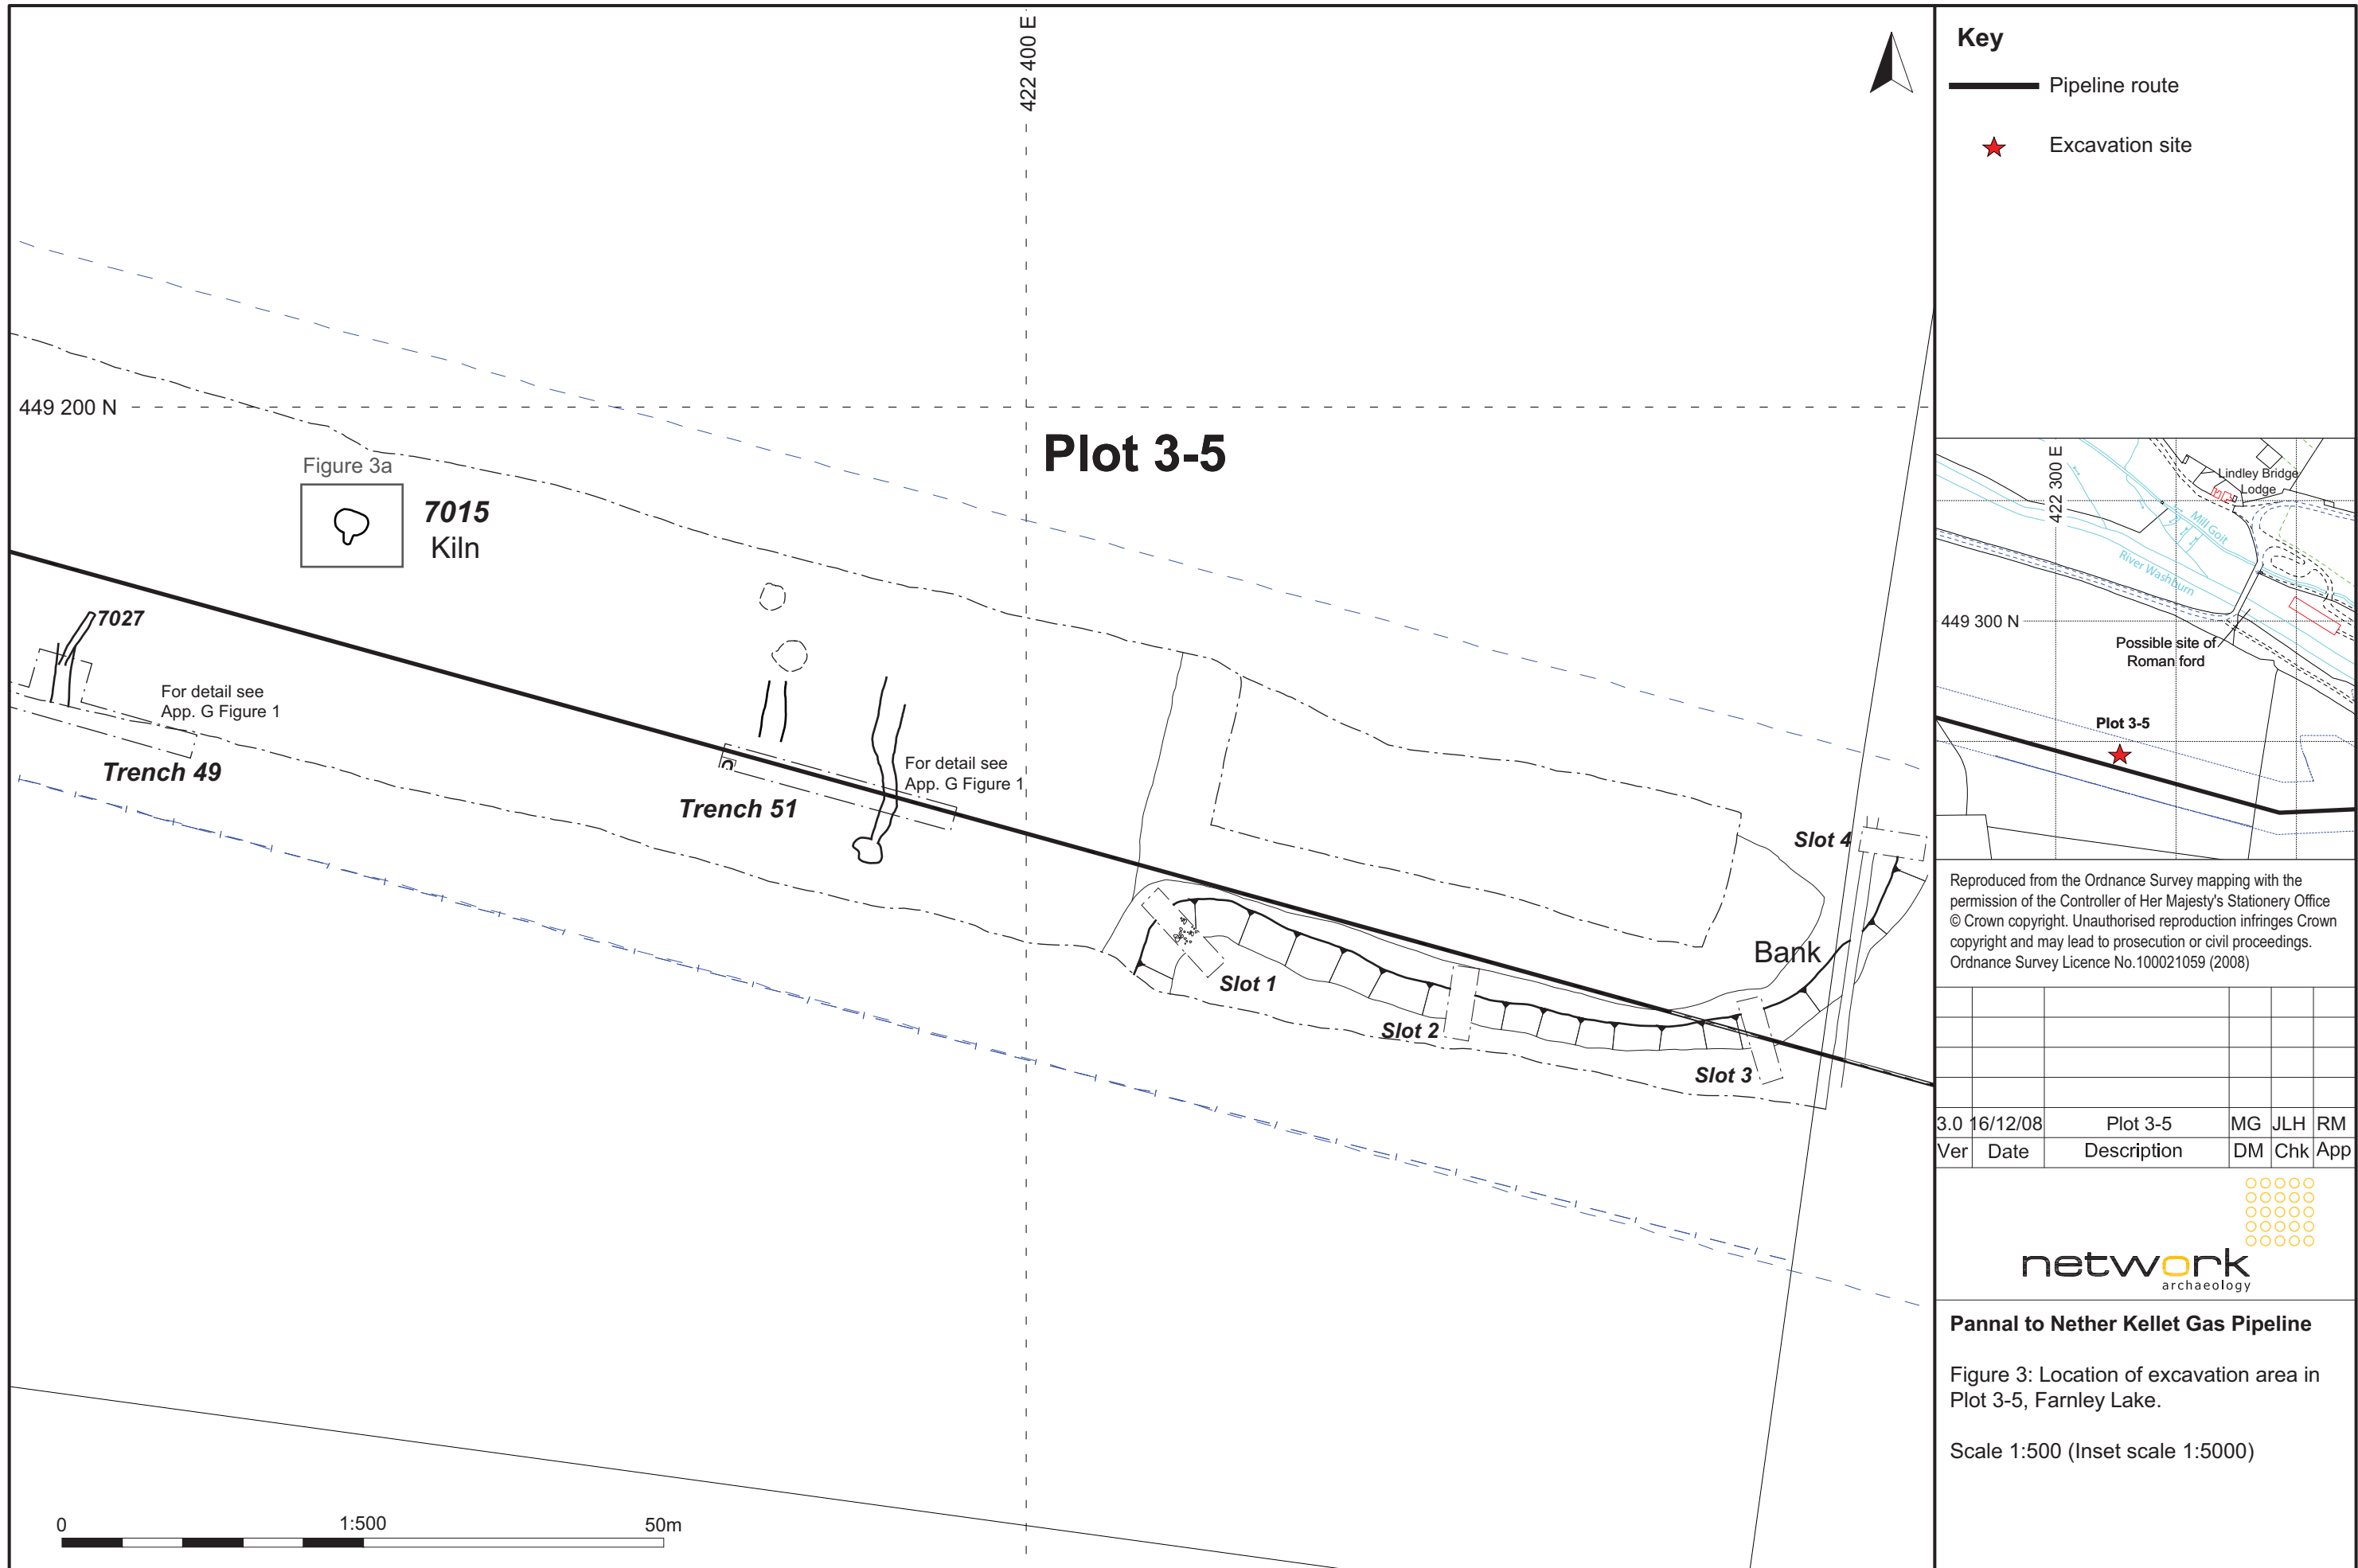 422 400 E
449 200 N
Plot 3-5
Figure 3a
7015
Kiln
7027
For detail see
App. G Figure 1
Trench 49
For detail see
App. G Figure 1
Trench 51
Slot 4
Bank
Slot 1
Slot 2
Slot 3
0
1:500
50m
Key
Pipeline route
Excavation site
422 300 E
Lindley Bridge
Lodge
Mill Goit
River Washburn
449 300 N
Possible site of
Roman ford
Plot 3-5
Reproduced from the Ordnance Survey mapping with the
permission of the Controller of Her Majesty's Stationery Office
© Crown copyright. Unauthorised reproduction infringes Crown
copyright and may lead to prosecution or civil proceedings.
Ordnance Survey Licence No.100021059 (2008)
3.0 16/12/08 Plot 3-5 MG JLH RM
Ver Date Description DM Chk App
network
archaeology
Pannal to Nether Kellet Gas Pipeline
Figure 3: Location of excavation area in
Plot 3-5, Farnley Lake.
Scale 1:500 (Inset scale 1:5000)